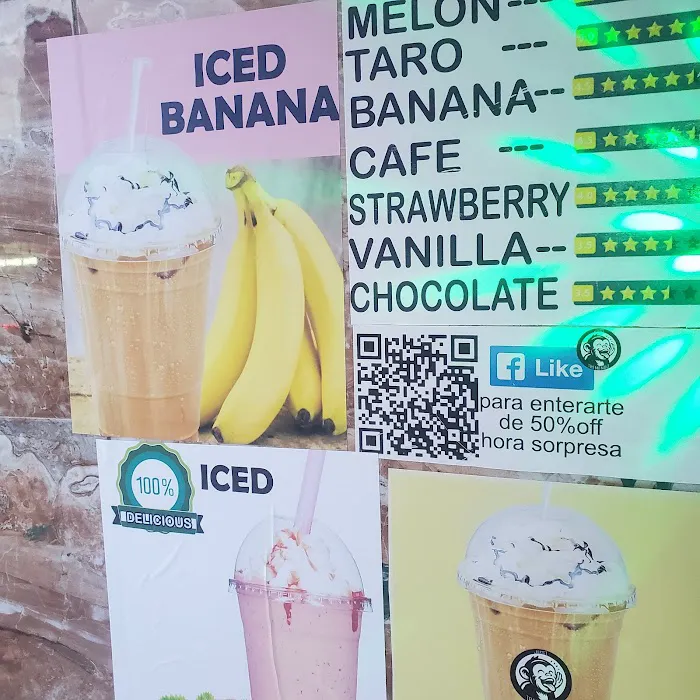 ICED
BANANA
MELON---
TARO ---
BANANA--
CAFE ---
STRAWBERRY
VANILLA--
CHOCOLATE
f Like
para enterarte
de 50%off
hora sorpresa
100%
DELICIOUS
ICED